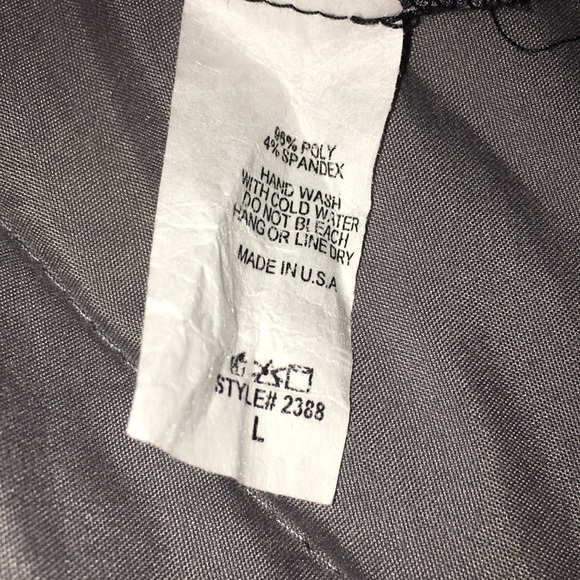 96% POLY
4% SPANDEX
HAND WASH
WITH COLD WATER
DO NOT BLEACH
HANG OR LINE DRY
MADE IN U.S.A
STYLE# 2388
L